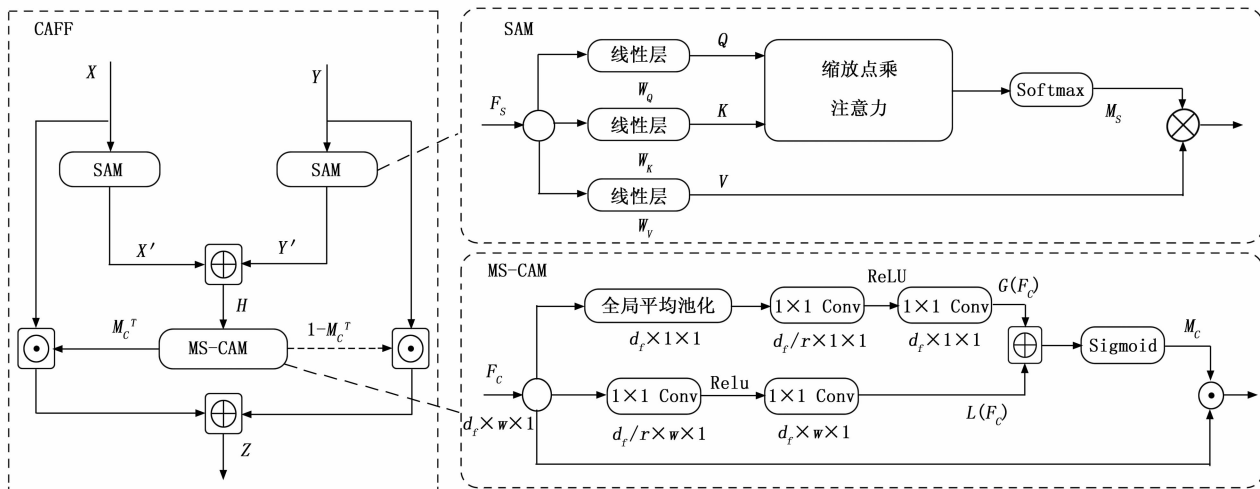 CAFF
X
Y
SAM
SAM
X′
Y′
H
M_C^T
1-M_C^T
MS-CAM
Z
SAM
F_S
线性层
Q
W_Q
线性层
K
W_K
线性层
V
W_V
缩放点乘
注意力
Softmax
M_S
MS-CAM
F_C
d_f×w×1
全局平均池化
d_f×1×1
1×1 Conv
d_f/r×1×1
ReLU
1×1 Conv
d_f×1×1
G(F_C)
1×1 Conv
d_f/r×w×1
Relu
1×1 Conv
d_f×w×1
L(F_C)
Sigmoid
M_C